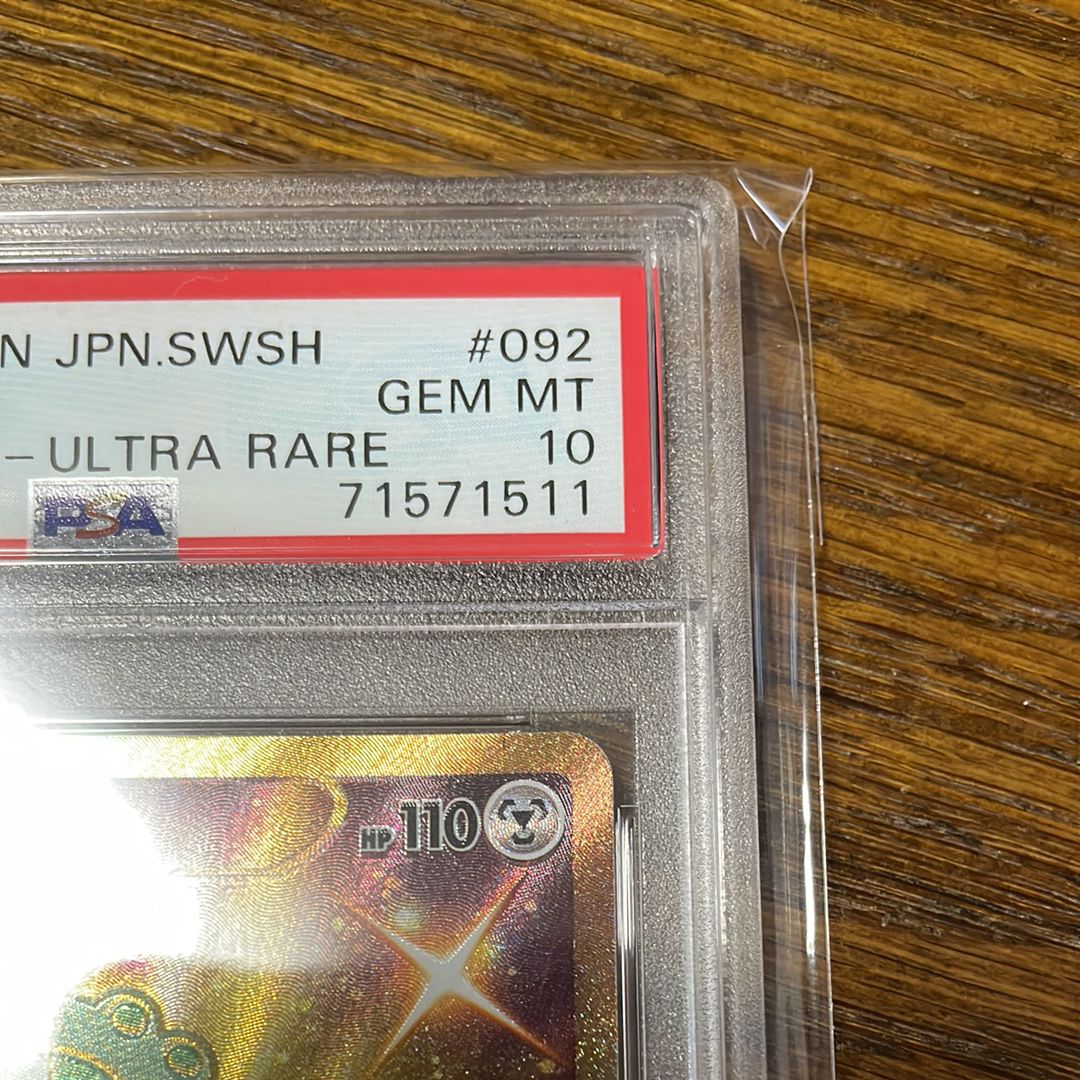 N JPN.SWSH #092
GEM MT
–ULTRA RARE 10
PSA 71571511
HP 110